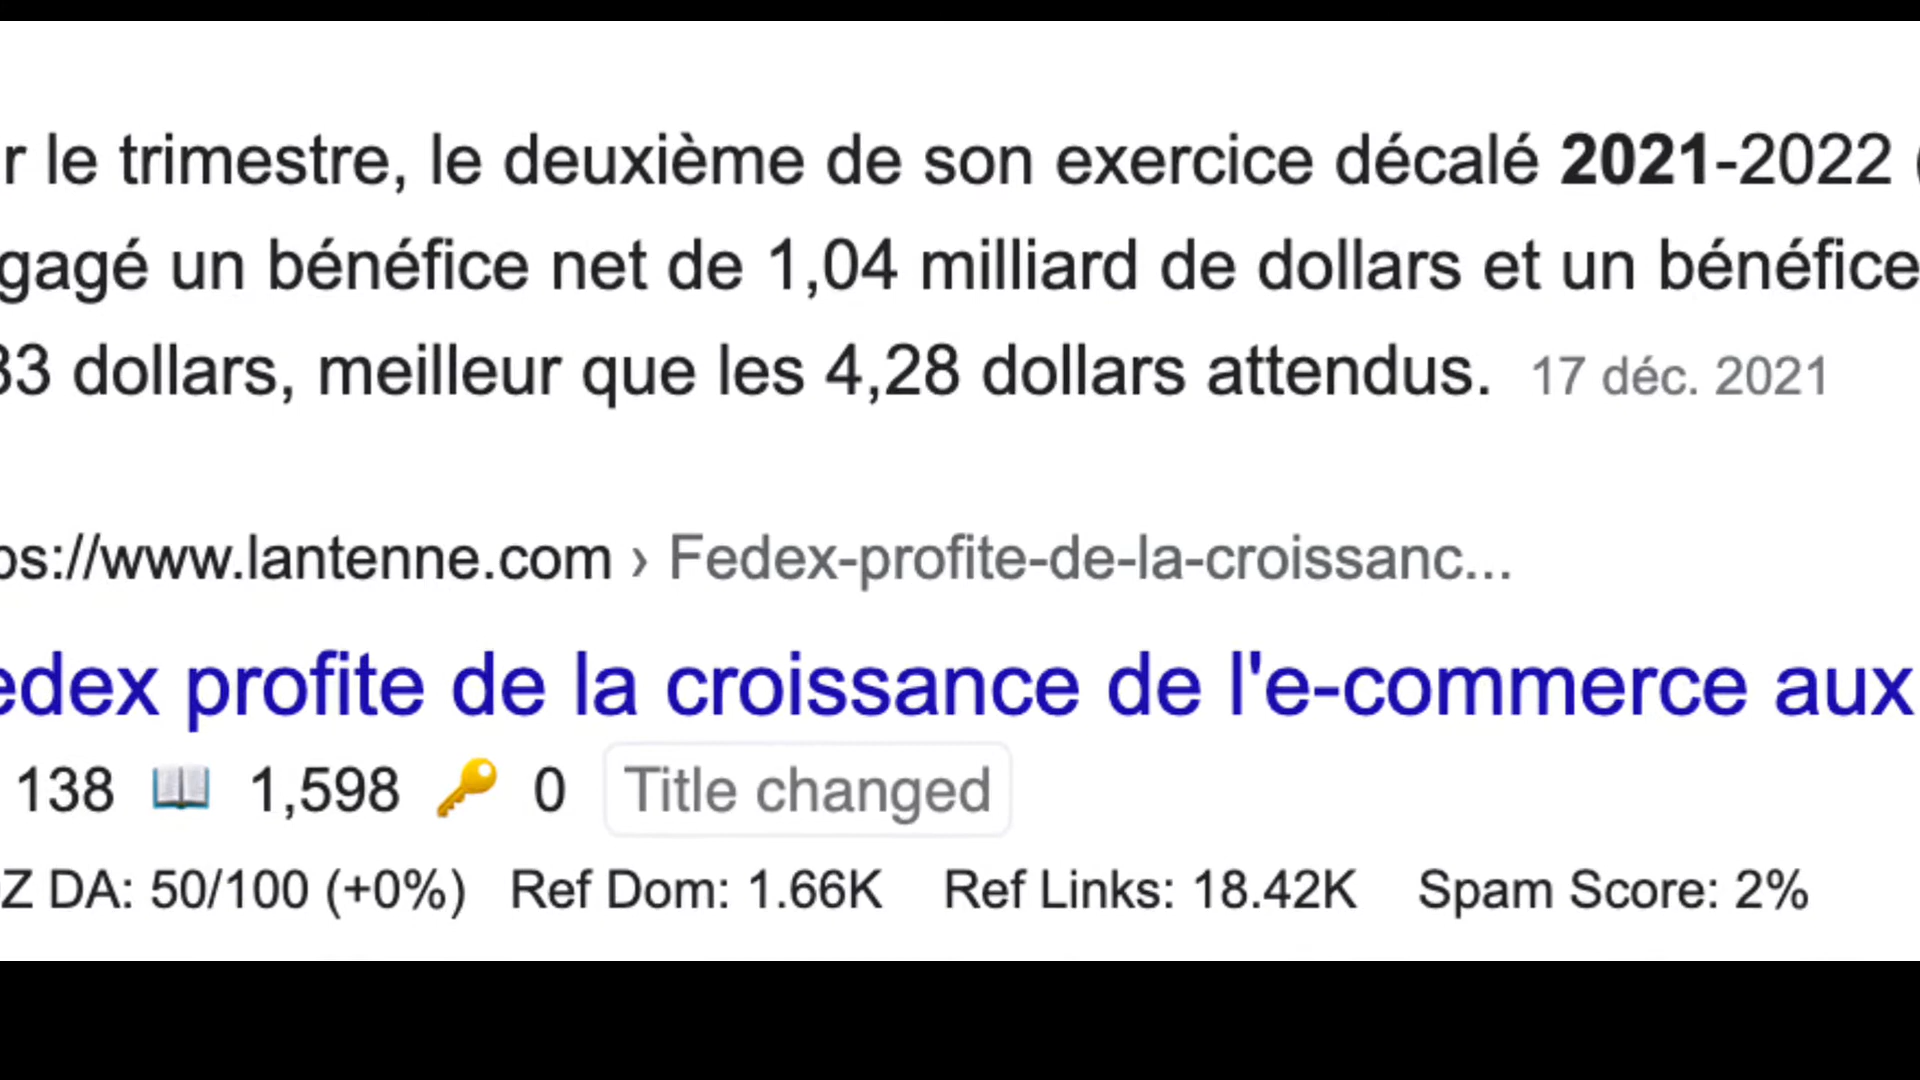 r le trimestre, le deuxième de son exercice décalé 2021-2022
gagé un bénéfice net de 1,04 milliard de dollars et un bénéfice
33 dollars, meilleur que les 4,28 dollars attendus. 17 déc. 2021
ps://www.lantenne.com › Fedex-profite-de-la-croissanc...
edex profite de la croissance de l'e-commerce aux
138 1,598 0 Title changed
Z DA: 50/100 (+0%) Ref Dom: 1.66K Ref Links: 18.42K Spam Score: 2%